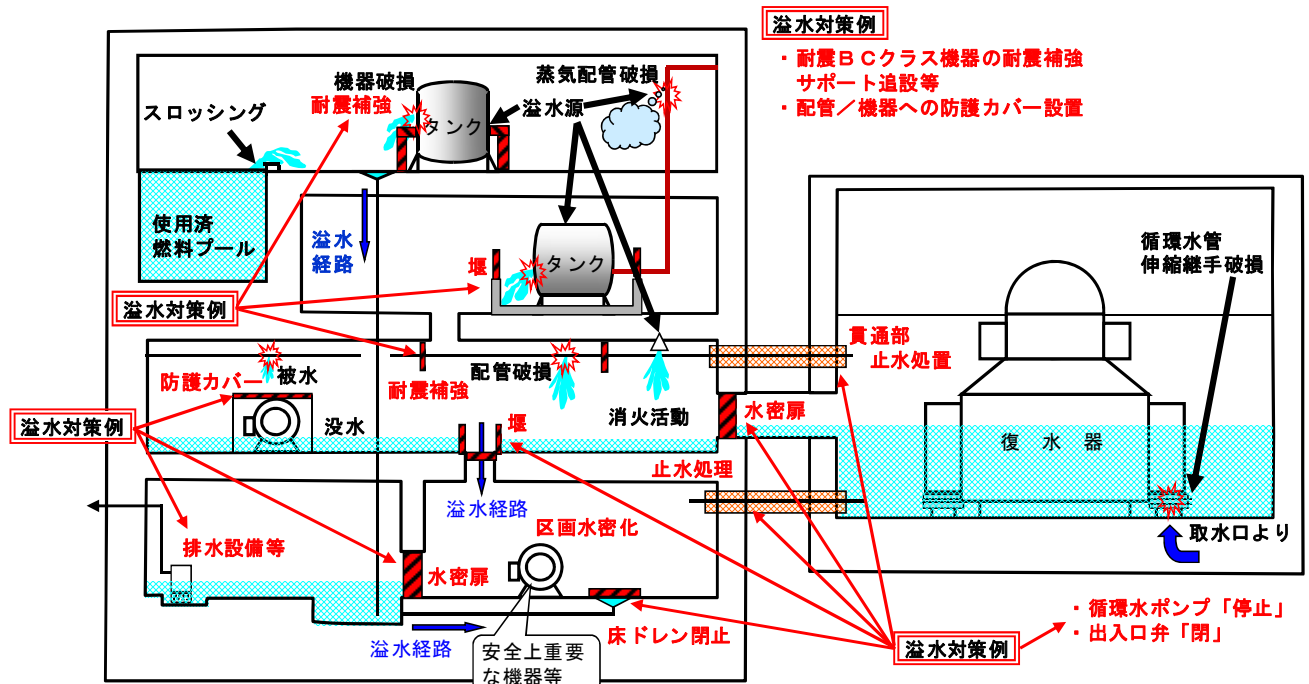 溢水対策例
・耐震BCクラス機器の耐震補強
サポート追設等
・配管／機器への防護カバー設置
機器破損
耐震補強
蒸気配管破損
スロッシング
タンク
溢水源
使用済
燃料プール
溢水
経路
堰
タンク
溢水対策例
循環水管
伸縮継手破損
貫通部
止水処置
防護カバー
被水
耐震補強
配管破損
消火活動
溢水対策例
没水
堰
水密扉
復水器
止水処理
溢水経路
区画水密化
取水口より
排水設備等
水密扉
床ドレン閉止
溢水経路
安全上重要
な機器等
溢水対策例
・循環水ポンプ「停止」
・出入口弁「閉」